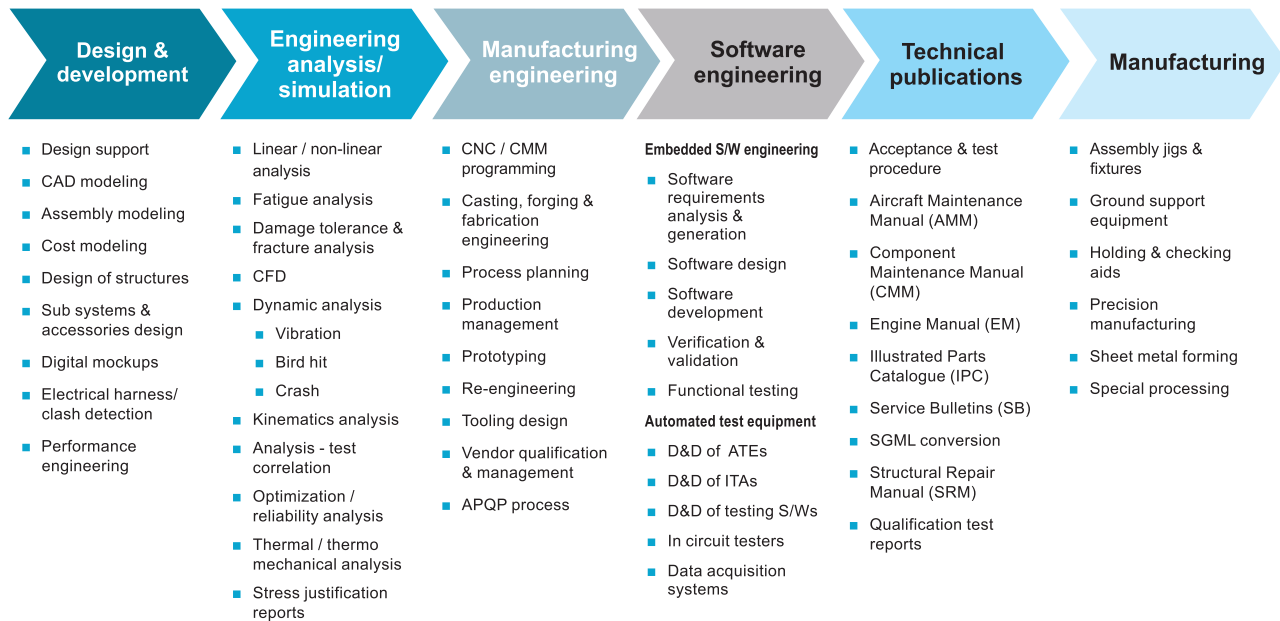 Design &
development
Engineering
analysis/
simulation
Manufacturing
engineering
Software
engineering
Technical
publications
Manufacturing
Design support
CAD modeling
Assembly modeling
Cost modeling
Design of structures
Sub systems &
accessories design
Digital mockups
Electrical harness/
clash detection
Performance
engineering
Linear / non-linear
analysis
Fatigue analysis
Damage tolerance &
fracture analysis
CFD
Dynamic analysis
Vibration
Bird hit
Crash
Kinematics analysis
Analysis - test
correlation
Optimization /
reliability analysis
Thermal / thermo
mechanical analysis
Stress justification
reports
CNC / CMM
programming
Casting, forging &
fabrication
engineering
Process planning
Production
management
Prototyping
Re-engineering
Tooling design
Vendor qualification
& management
APQP process
Embedded S/W engineering
Software
requirements
analysis &
generation
Software design
Software
development
Verification &
validation
Functional testing
Automated test equipment
D&D of ATEs
D&D of ITAs
D&D of testing S/Ws
In circuit testers
Data acquisition
systems
Acceptance & test
procedure
Aircraft Maintenance
Manual (AMM)
Component
Maintenance Manual
(CMM)
Engine Manual (EM)
Illustrated Parts
Catalogue (IPC)
Service Bulletins (SB)
SGML conversion
Structural Repair
Manual (SRM)
Qualification test
reports
Assembly jigs &
fixtures
Ground support
equipment
Holding & checking
aids
Precision
manufacturing
Sheet metal forming
Special processing